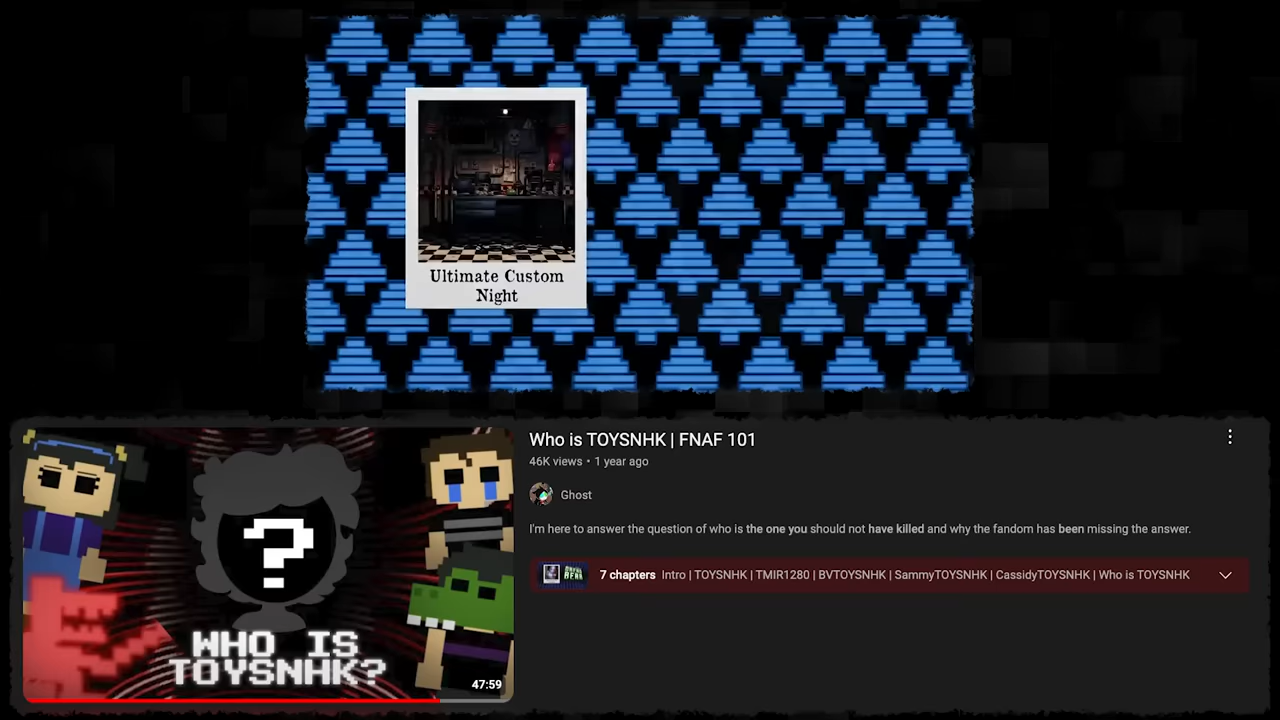 Ultimate Custom
Night
Who is TOYSNHK | FNAF 101
46K views • 1 year ago
Ghost
I'm here to answer the question of who is the one you should not have killed and why the fandom has been missing the answer.
7 chapters Intro | TOYSNHK | TMIR1280 | BVTOYSNHK | SammyTOYSNHK | CassidyTOYSNHK | Who is TOYSNHK
?
WHO IS
TOYSNHK?
47:59